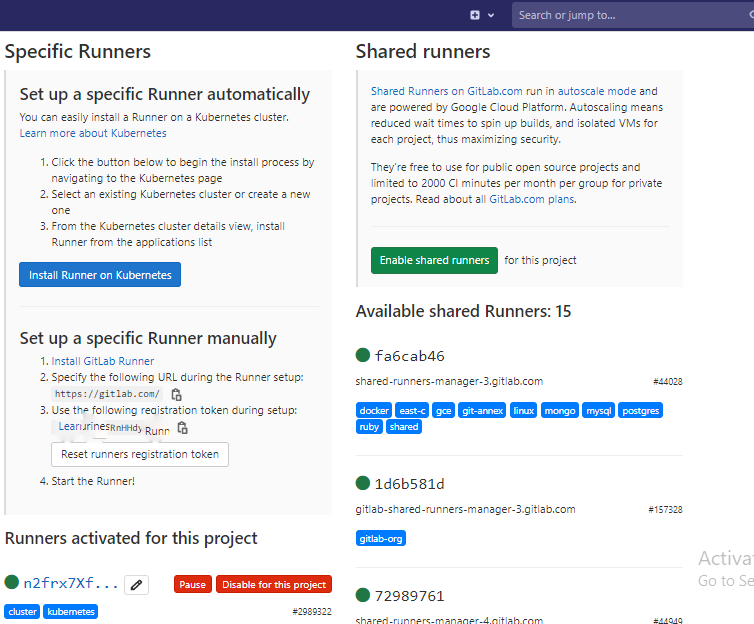 Search or jump to...
Specific Runners
Set up a specific Runner automatically
You can easily install a Runner on a Kubernetes cluster.
Learn more about Kubernetes
1. Click the button below to begin the install process by
navigating to the Kubernetes page
2. Select an existing Kubernetes cluster or create a new
one
3. From the Kubernetes cluster details view, install
Runner from the applications list
Install Runner on Kubernetes
Set up a specific Runner manually
1. Install GitLab Runner
2. Specify the following URL during the Runner setup:
https://gitlab.com/
3. Use the following registration token during setup:
Runn
Reset runners registration token
4. Start the Runner!
Runners activated for this project
n2frx7Xf...
Pause
Disable for this project
cluster kubernetes
#2989322
Shared runners
Shared Runners on GitLab.com run in autoscale mode and
are powered by Google Cloud Platform. Autoscaling means
reduced wait times to spin up builds, and isolated VMs for
each project, thus maximizing security.
They're free to use for public open source projects and
limited to 2000 CI minutes per month per group for private
projects. Read about all GitLab.com plans.
Enable shared runners for this project
Available shared Runners: 15
fa6cab46
shared-runners-manager-3.gitlab.com #44028
docker east-c gce git-annex linux mongo mysql postgres
ruby shared
1d6b581d
gitlab-shared-runners-manager-3.gitlab.com #157328
gitlab-org
72989761
shared-runners-manager-4.gitlab.com #44949
Activa
Go to Se